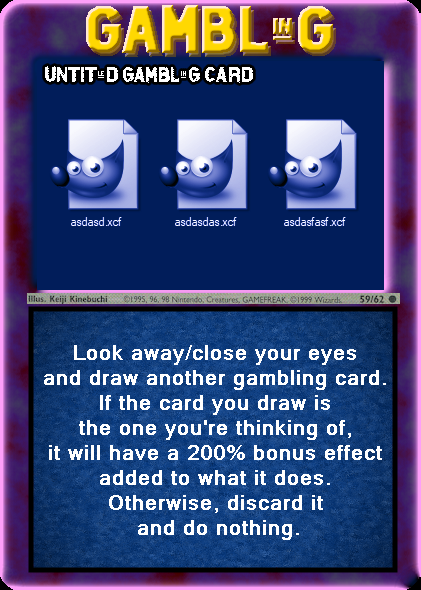 GAMBLING
UNTITLED GAMBLING CARD
asdasd.xcf asdasdas.xcf asdasfasf.xcf
Illus. Keiji Kinebuchi ©1995, 96, 98 Nintendo, Creatures, GAMEFREAK. ©1999 Wizards. 59/62
Look away/close your eyes
and draw another gambling card.
If the card you draw is
the one you're thinking of,
it will have a 200% bonus effect
added to what it does.
Otherwise, discard it
and do nothing.